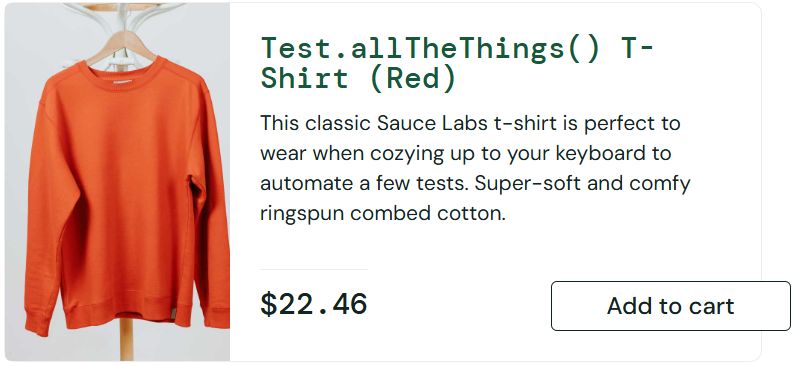 Test.allTheThings() T-
Shirt (Red)
This classic Sauce Labs t-shirt is perfect to
wear when cozying up to your keyboard to
automate a few tests. Super-soft and comfy
ringspun combed cotton.
$22.46
Add to cart